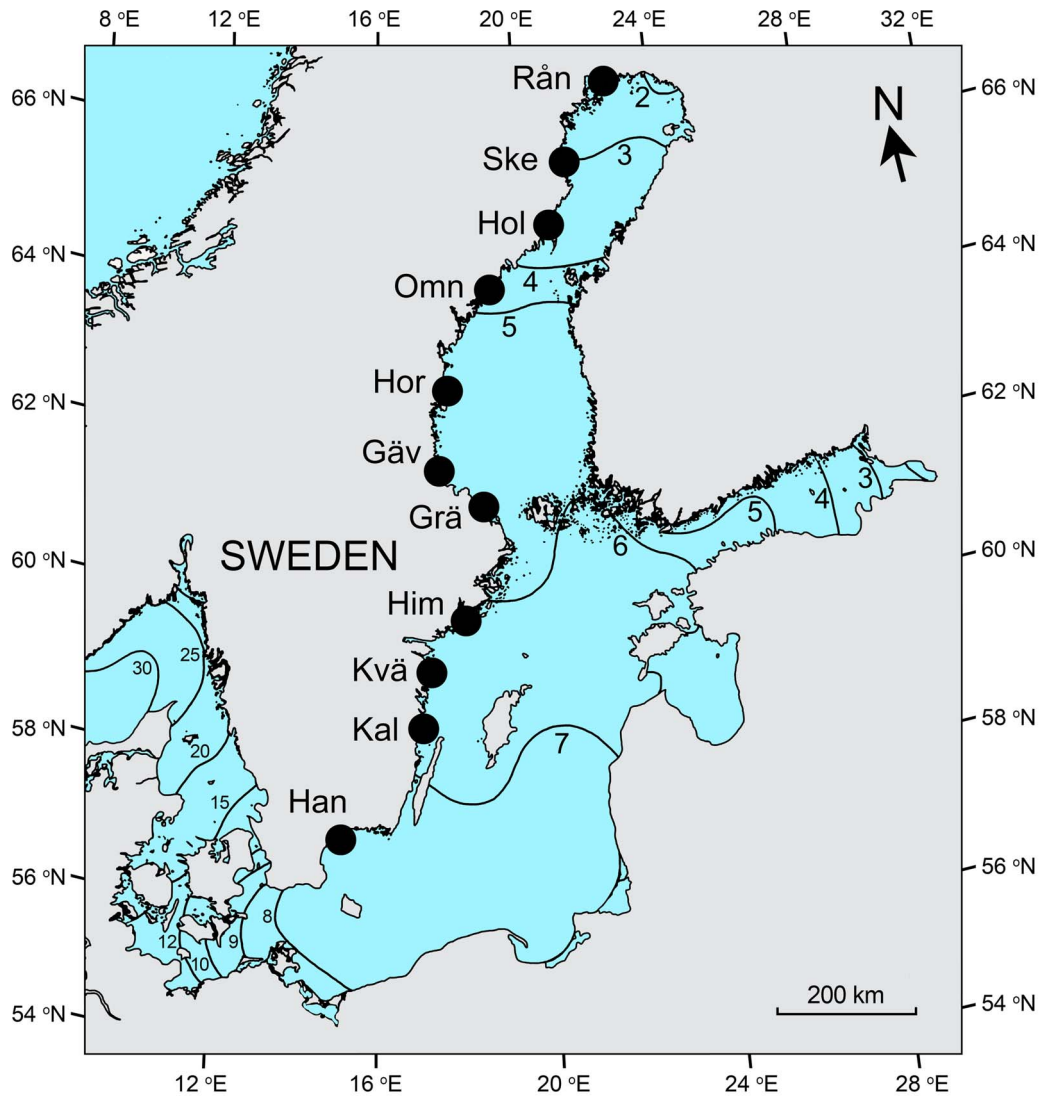 8 °E 12 °E 16 °E 20 °E 24 °E 28 °E 32 °E
Rån
66 °N
66 °N
N
2
Ske
3
Hol
64 °N
64 °N
Omn
4
5
Hor
62 °N
62 °N
Gäv
3
4
Grä
5
6
SWEDEN
60 °N
60 °N
Him
25
30
Kvä
58 °N
58 °N
Kal
7
20
15
Han
56 °N
56 °N
8
12
9
10
200 km
54 °N
54 °N
12 °E 16 °E 20 °E 24 °E 28 °E